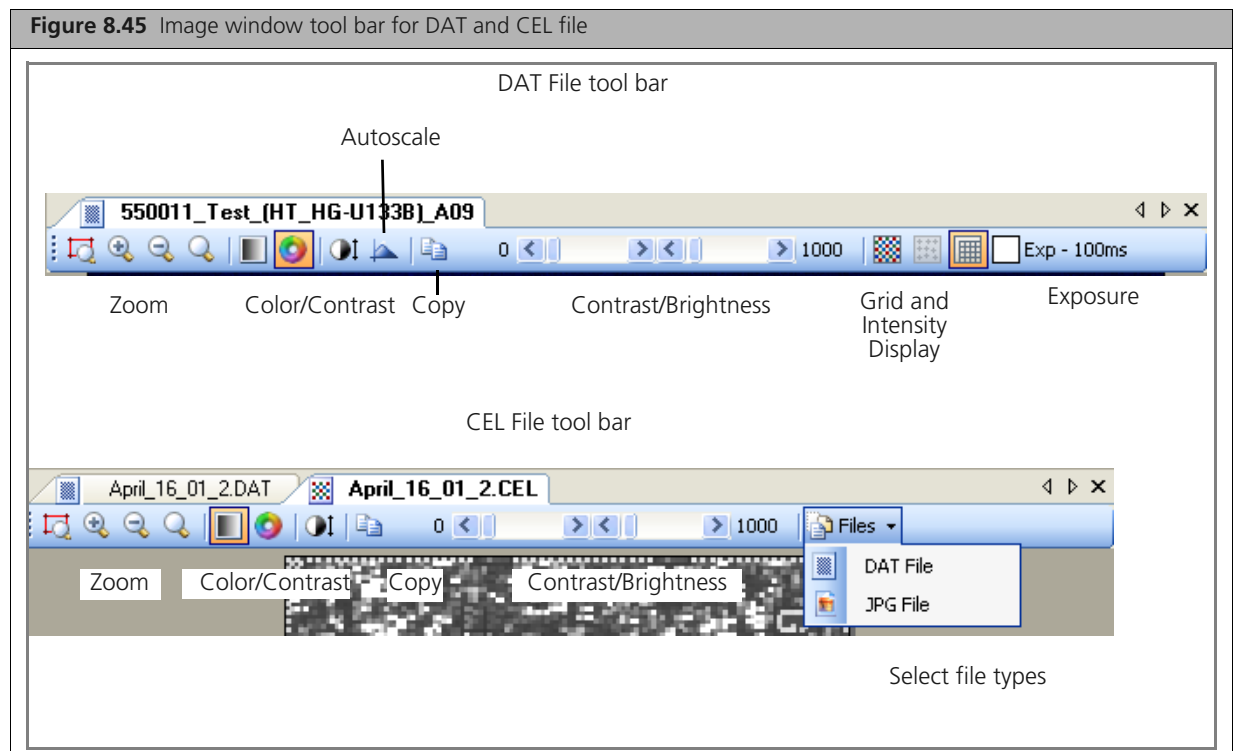 Figure 8.45 Image window tool bar for DAT and CEL file
DAT File tool bar
Autoscale
550011_Test_(HT_HG-U133B)_A09
0 1000 Exp - 100ms
Zoom Color/Contrast Copy Contrast/Brightness Grid and Intensity Display Exposure
CEL File tool bar
April_16_01_2.DAT April_16_01_2.CEL
0 1000 Files
Zoom Color/Contrast Copy Contrast/Brightness DAT File
JPG File
Select file types